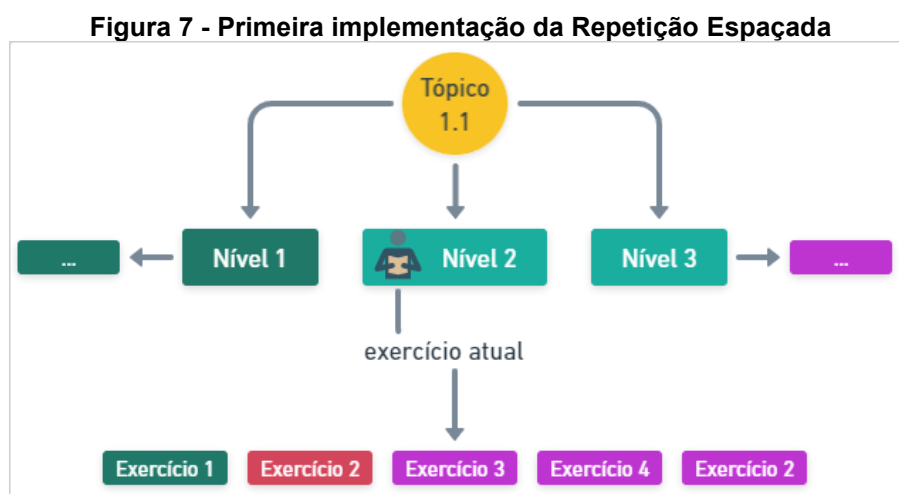 Figura 7 - Primeira implementação da Repetição Espaçada
Tópico
1.1
...
Nível 1
Nível 2
Nível 3
...
exercício atual
Exercício 1
Exercício 2
Exercício 3
Exercício 4
Exercício 2